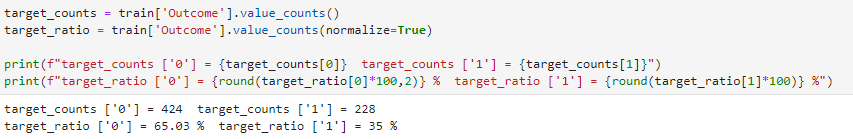 target_counts = train['Outcome'].value_counts()
target_ratio = train['Outcome'].value_counts(normalize=True)
print(f"target_counts ['0'] = {target_counts[0]}  target_counts ['1'] = {target_counts[1]}")
print(f"target_ratio ['0'] = {round(target_ratio[0]*100,2)} %  target_ratio ['1'] = {round(target_ratio[1]*100)} %")
target_counts ['0'] = 424  target_counts ['1'] = 228
target_ratio ['0'] = 65.03 %  target_ratio ['1'] = 35 %